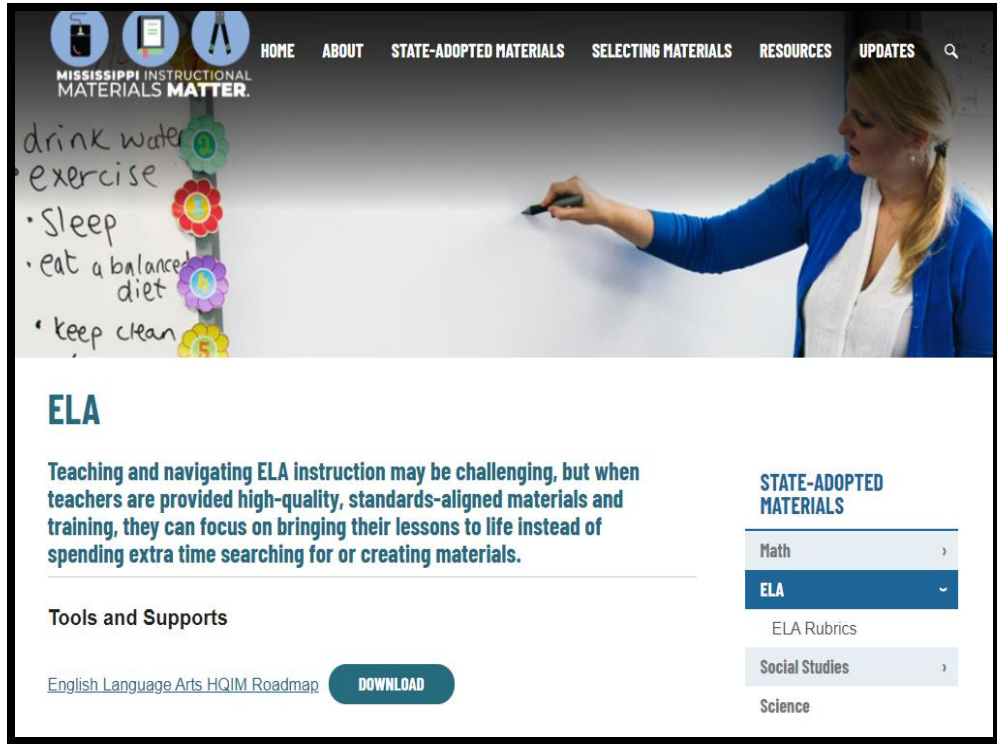 HOME ABOUT STATE-ADOPTED MATERIALS SELECTING MATERIALS RESOURCES UPDATES
MISSISSIPPI INSTRUCTIONAL
MATERIALS MATTER.
drink water
• exercise
• Sleep
• eat a balanced
diet
• keep clean
2
3
4
5
ELA
Teaching and navigating ELA instruction may be challenging, but when
teachers are provided high-quality, standards-aligned materials and
training, they can focus on bringing their lessons to life instead of
spending extra time searching for or creating materials.
Tools and Supports
English Language Arts HQIM Roadmap DOWNLOAD
STATE-ADOPTED
MATERIALS
Math
ELA
ELA Rubrics
Social Studies
Science